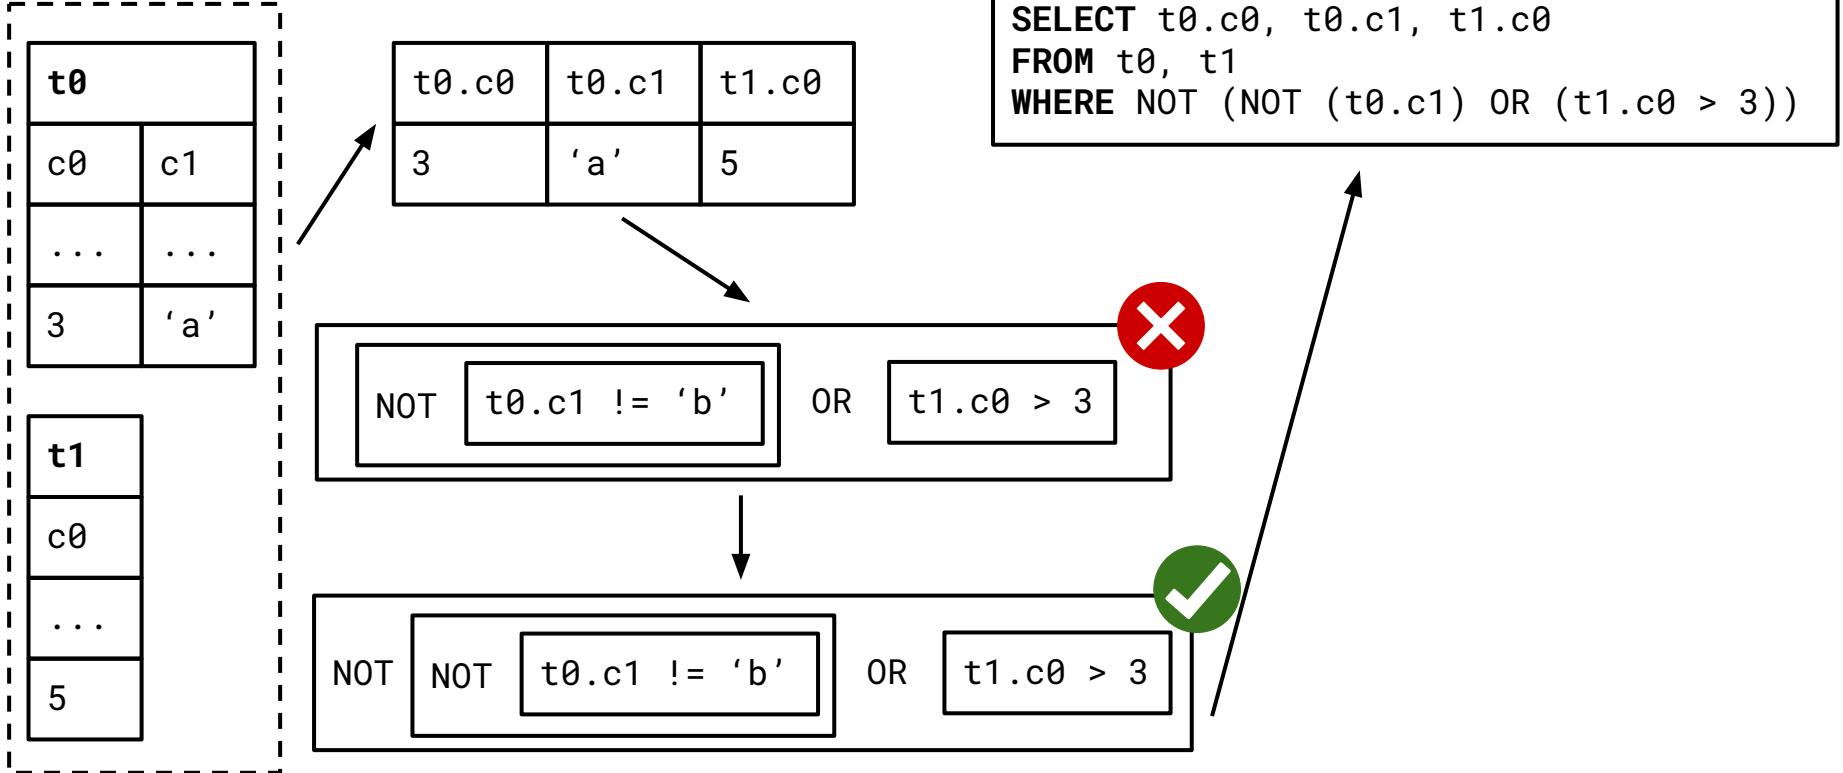 t0
c0 c1
... ...
3 ‘a’
t1
c0
...
5
t0.c0 t0.c1 t1.c0
3 ‘a’ 5
NOT t0.c1 != ‘b’ OR t1.c0 > 3
NOT NOT t0.c1 != ‘b’ OR t1.c0 > 3
SELECT t0.c0, t0.c1, t1.c0
FROM t0, t1
WHERE NOT (NOT (t0.c1) OR (t1.c0 > 3))